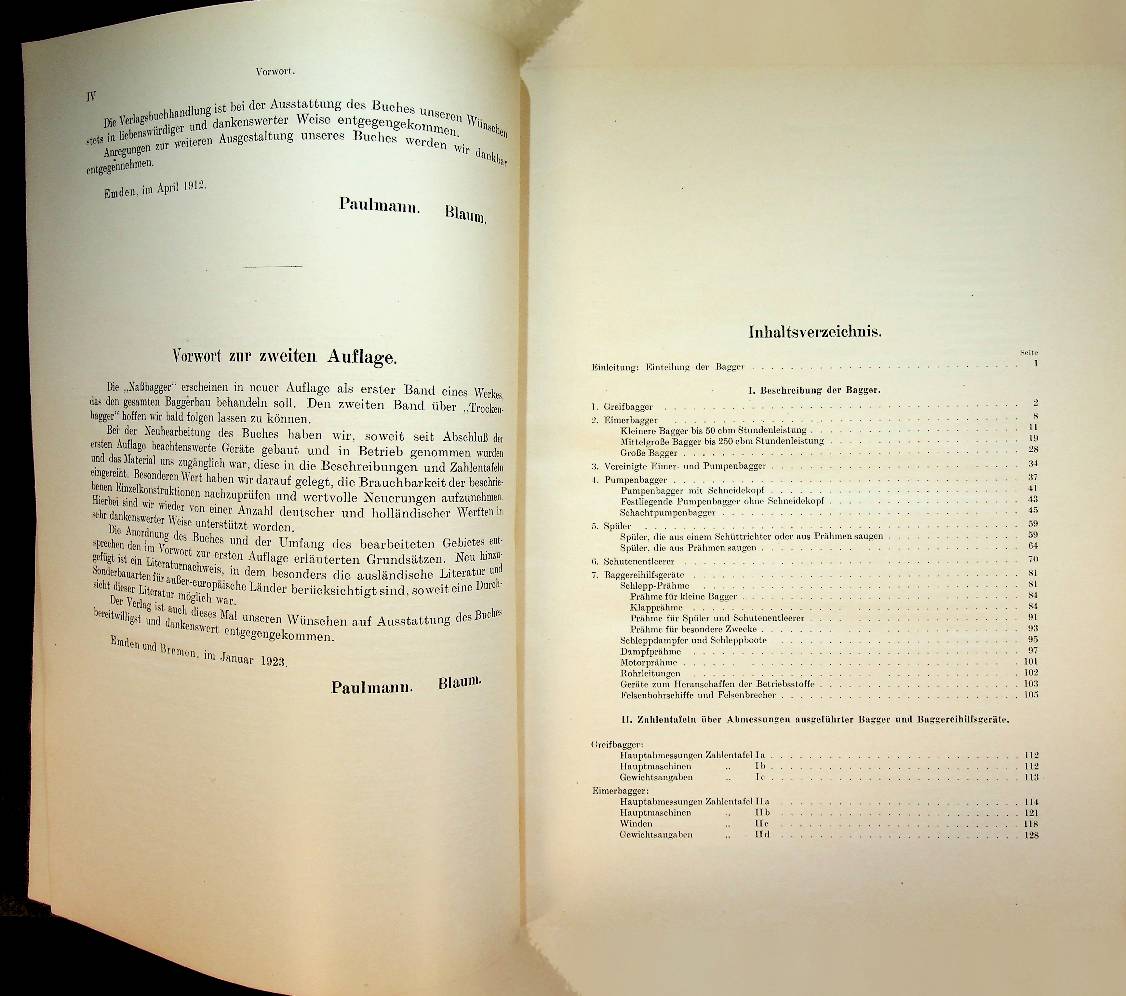 Vorwort.
IV
Die Verlagsbuchhandlung ist bei der Ausstattung des Buches unseren Wünschen
stets in liebenswürdiger und dankenswerter Weise entgegengekommen.
Anregungen zur weiteren Ausgestaltung unseres Buches werden wir dankbar
entgegennehmen.
Emden, im April 1912.
Paulmann. Blaum.
Vorwort zur zweiten Auflage.
Die „Naßbagger“ erscheinen in neuer Auflage als erster Band eines Werkes,
das den gesamten Baggerbau behandeln soll. Den zweiten Band über „Trocken-
bagger“ hoffen wir bald folgen lassen zu können.
Bei der Neubearbeitung des Buches haben wir, soweit seit Abschluß der
ersten Auflage beachtenswerte Geräte gebaut und in Betrieb genommen wurden
und das Material uns zugänglich war, diese in die Beschreibungen und Zahlentafeln
eingereiht. Besonderen Wert haben wir darauf gelegt, die Brauchbarkeit der beschrie-
benen Einzelkonstruktionen nachzuprüfen und wertvolle Neuerungen aufzunehmen.
Hierbei sind wir wieder von einer Anzahl deutscher und holländischer Werften in
sehr dankenswerter Weise unterstützt worden.
Die Anordnung des Buches und der Umfang des bearbeiteten Gebietes ent-
sprechen den im Vorwort zur ersten Auflage erläuterten Grundsätzen. Neu hinzu-
gefügt ist ein Literaturnachweis, in dem besonders die ausländische Literatur und
Sonderbauarten für außer-europäische Länder berücksichtigt sind, soweit eine Durch-
sicht dieser Literatur möglich war.
Der Verlag ist auch dieses Mal unseren Wünschen auf Ausstattung des Buches
bereitwilligst und dankenswert entgegengekommen.
Emden und Bremen, im Januar 1923.
Paulmann. Blaum.
Inhaltsverzeichnis.
Seite
Einleitung: Einteilung der Bagger . . . . . 1
I. Beschreibung der Bagger.
1. Greifbagger . . . . . 2
2. Eimerbagger . . . . . 8
Kleinere Bagger bis 50 cbm Stundenleistung . . . . . 11
Mittelgroße Bagger bis 250 cbm Stundenleistung . . . . . 19
Große Bagger . . . . . 28
3. Vereinigte Eimer- und Pumpenbagger . . . . . 34
4. Pumpenbagger . . . . . 37
Pumpenbagger mit Schneidekopf . . . . . 41
Festliegende Pumpenbagger ohne Schneidekopf . . . . . 43
Schachtpumpenbagger . . . . . 45
5. Spüler . . . . . 59
Spüler, die aus einem Schüttrichter oder aus Prähmen saugen . . . . . 59
Spüler, die aus Prähmen saugen . . . . . 64
6. Schutenentleerer . . . . . 70
7. Baggereihilfsgeräte . . . . . 81
Schlepp-Prähme . . . . . 81
Prähme für kleine Bagger . . . . . 84
Klapprähme . . . . . 84
Prähme für Spüler und Schutenentleerer . . . . . 91
Prähme für besondere Zwecke . . . . . 93
Schleppdampfer und Schleppboote . . . . . 95
Dampfprähme . . . . . 97
Motorprähme . . . . . 101
Rohrleitungen . . . . . 102
Geräte zum Heranschaffen der Betriebsstoffe . . . . . 103
Felsenbohrschiffe und Felsenbrecher . . . . . 105
II. Zahlentafeln über Abmessungen ausgeführter Bagger und Baggereihilfsgeräte.
Greifbagger:
Hauptabmessungen Zahlentafel Ia . . . . . 112
Hauptmaschinen „ Ib . . . . . 112
Gewichtsangaben „ Ic . . . . . 113
Eimerbagger:
Hauptabmessungen Zahlentafel IIa . . . . . 114
Hauptmaschinen „ IIb . . . . . 121
Winden „ IIc . . . . . 118
Gewichtsangaben „ IId . . . . . 128